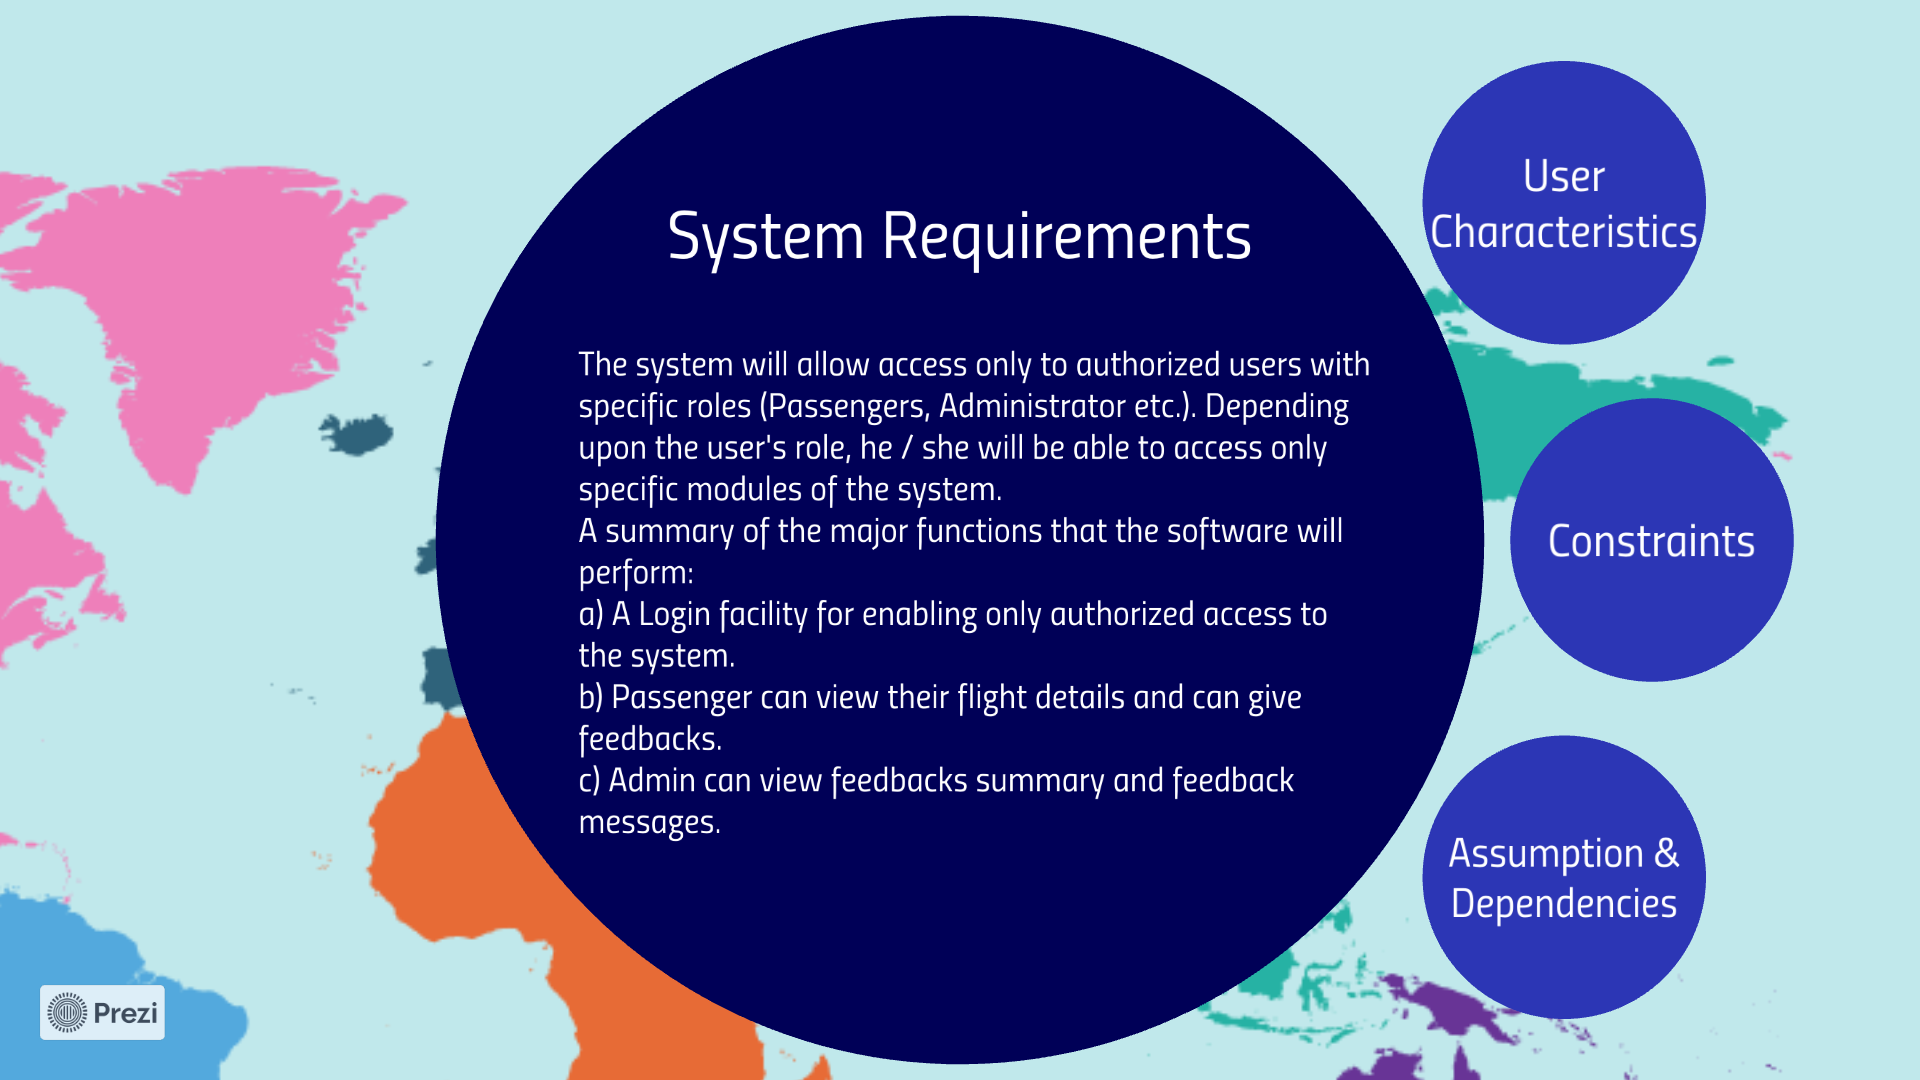 System Requirements
The system will allow access only to authorized users with
specific roles (Passengers, Administrator etc.). Depending
upon the user's role, he / she will be able to access only
specific modules of the system.
A summary of the major functions that the software will
perform:
a) A Login facility for enabling only authorized access to
the system.
b) Passenger can view their flight details and can give
feedbacks.
c) Admin can view feedbacks summary and feedback
messages.
User
Characteristics
Constraints
Assumption &
Dependencies
Prezi